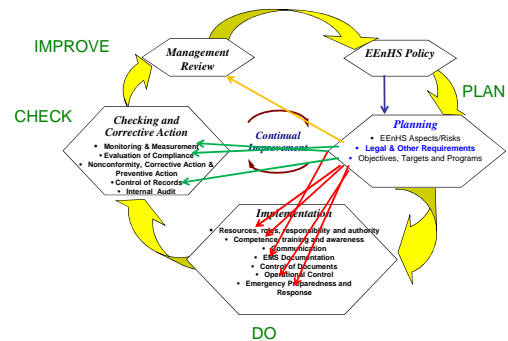 IMPROVE
Management
Review
EEnHS Policy
PLAN
CHECK
Checking and
Corrective Action
• Monitoring & Measurement
• Evaluation of Compliance
• Nonconformity, Corrective Action &
Preventive Action
• Control of Records
• Internal Audit
Continual
Improvement
Planning
• EEnHS Aspects/Risks
• Legal & Other Requirements
• Objectives, Targets and Programs
Implementation
• Resources, roles, responsibility and authority
• Competence, training and awareness
• Communication
• EMS Documentation
• Control of Documents
• Operational Control
• Emergency Preparedness and
Response
DO